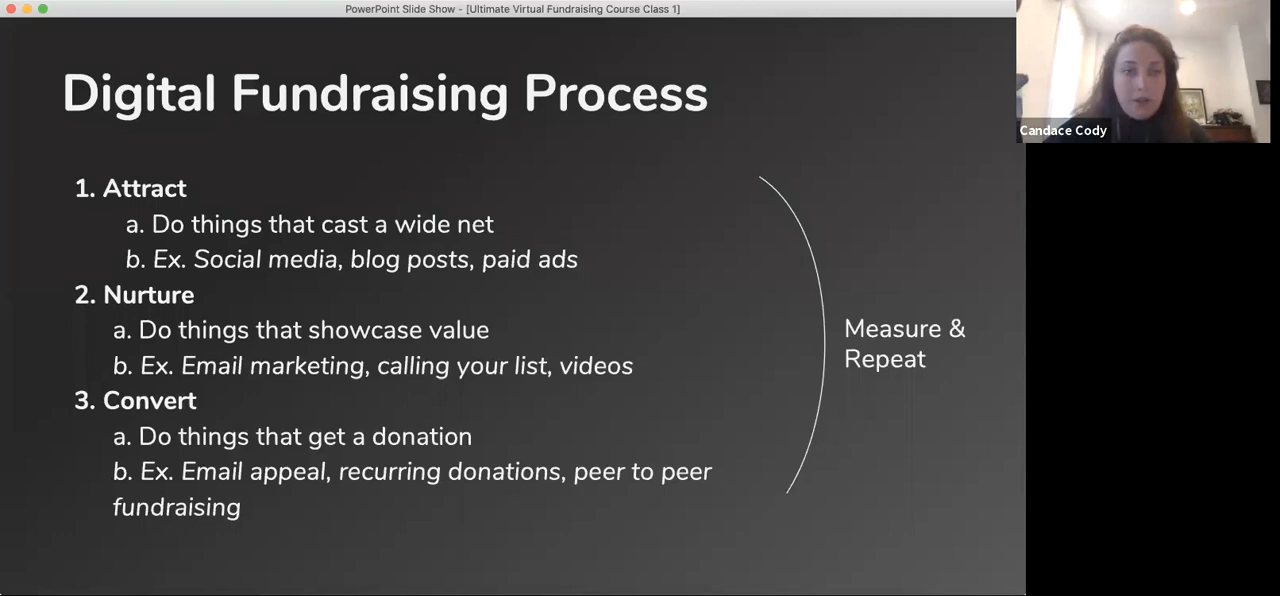 PowerPoint Slide Show - [Ultimate Virtual Fundraising Course Class 1]
Digital Fundraising Process
1. Attract
a. Do things that cast a wide net
b. Ex. Social media, blog posts, paid ads
2. Nurture
a. Do things that showcase value
b. Ex. Email marketing, calling your list, videos
3. Convert
a. Do things that get a donation
b. Ex. Email appeal, recurring donations, peer to peer
fundraising
Measure &
Repeat
Candace Cody